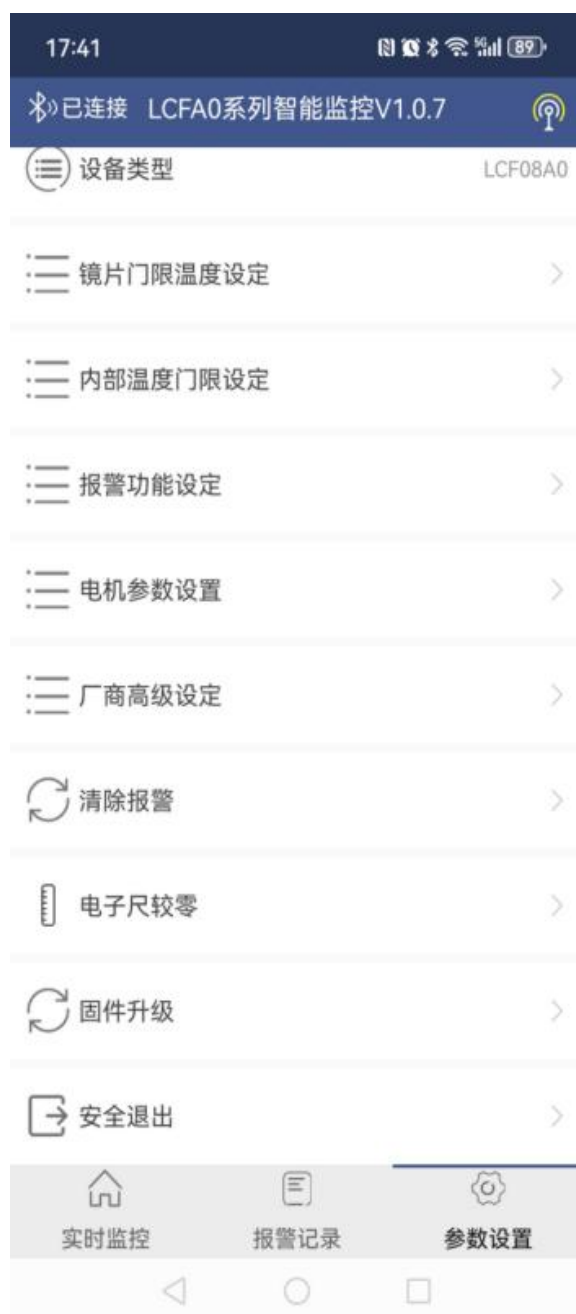 17:41 5G 89
已连接 LCFA0系列智能监控V1.0.7
设备类型 LCF08A0
镜片门限温度设定
内部温度门限设定
报警功能设定
电机参数设置
厂商高级设定
清除报警
电子尺较零
固件升级
安全退出
实时监控 报警记录 参数设置